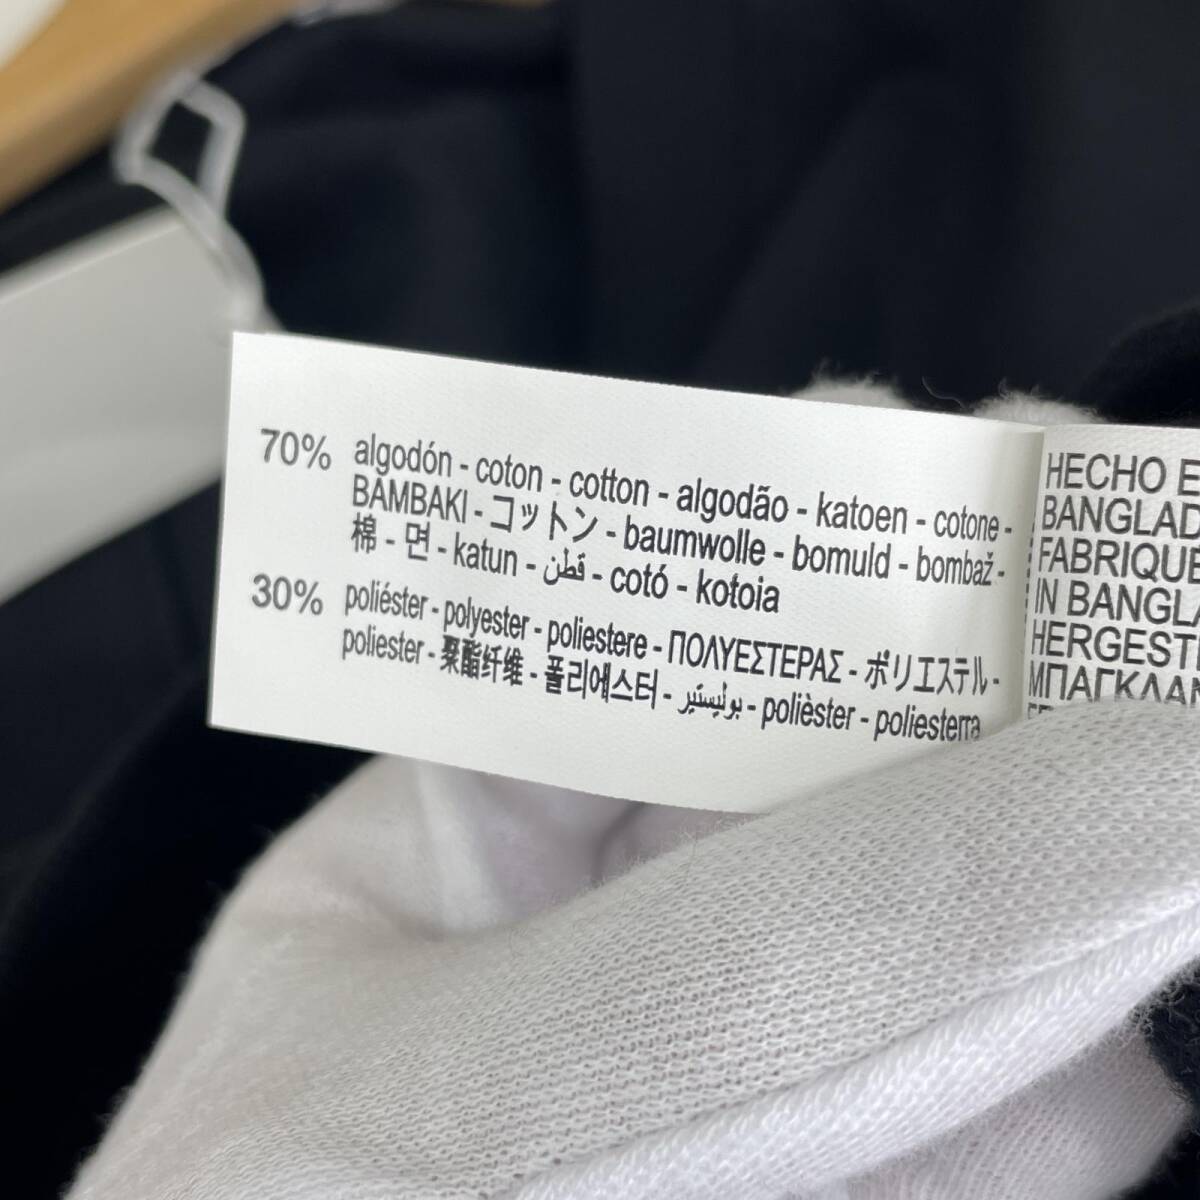 70% algodón - coton - cotton - algodão - katoen - cotone -
BAMBAKI - コットン - baumwolle - bomuld - bombaž -
棉 - 면 - katun - قطن - cotó - kotoia
30% poliéster - polyester - poliestere - ΠΟΛΥΕΣΤΕΡΑΣ - ポリエステル -
poliester - 聚酯纤维 - 폴리에스터 - بوليستير - polièster - poliesterra
HECHO E
BANGLAD
FABRIQUE
IN BANGLA
HERGESTE
ΜΠΑΓΚΛΑΝ